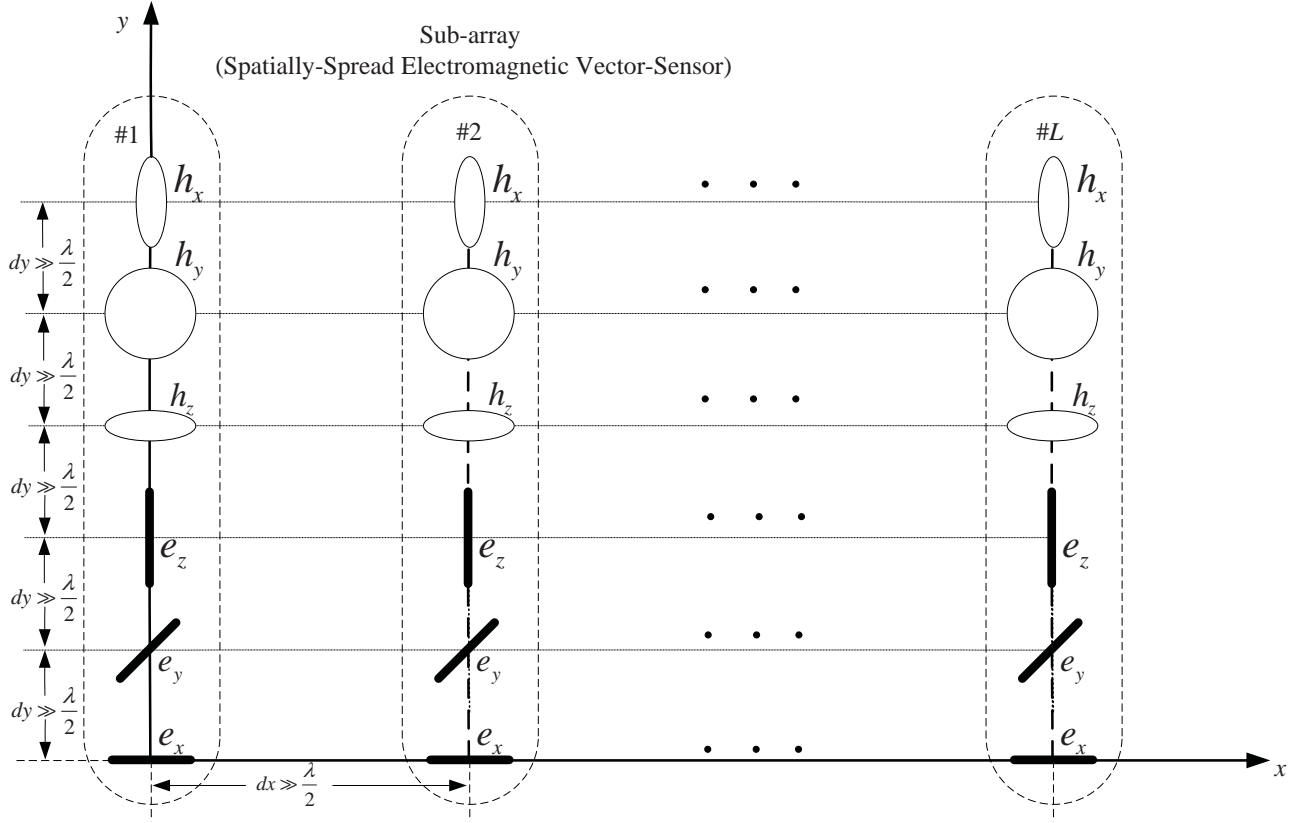 y
Sub-array
(Spatially-Spread Electromagnetic Vector-Sensor)
#1 #2 #L
h_x h_x h_x
dy ≫ λ/2
h_y h_y h_y
dy ≫ λ/2
h_z h_z h_z
dy ≫ λ/2
e_z e_z e_z
dy ≫ λ/2
e_y e_y e_y
dy ≫ λ/2
e_x e_x e_x
x
dx ≫ λ/2